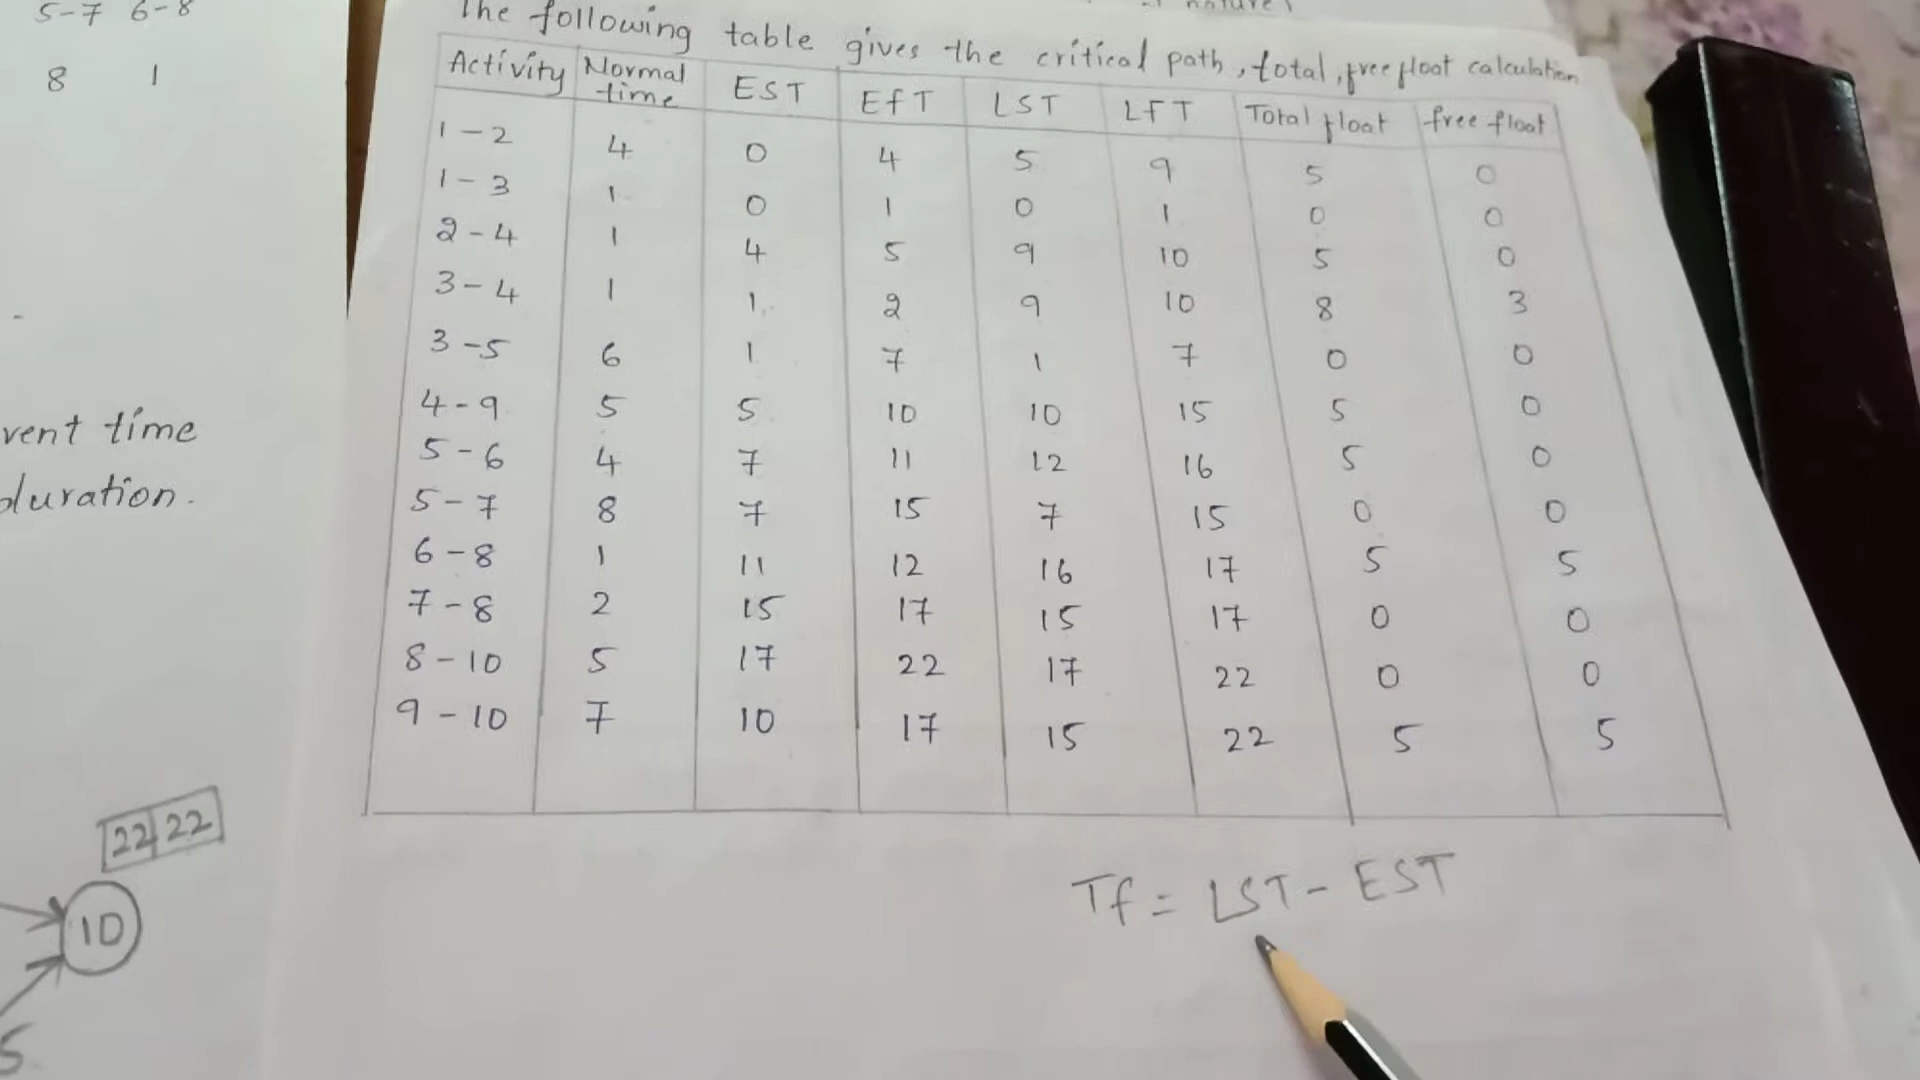 5-7 6-8
8 1
vent time
duration.
22 22
10
5
The following table gives the critical path, total, free float calculation
Activity Normal time EST EFT LST LFT Total float free float
1-2 4 0 4 5 9 5 0
1-3 1 0 1 0 1 0 0
2-4 1 4 5 9 10 5 0
3-4 1 1 2 9 10 8 3
3-5 6 1 7 1 7 0 0
4-9 5 5 10 10 15 5 0
5-6 4 7 11 12 16 5 0
5-7 8 7 15 7 15 0 0
6-8 1 11 12 16 17 5 5
7-8 2 15 17 15 17 0 0
8-10 5 17 22 17 22 0 0
9-10 7 10 17 15 22 5 5
Tf = LST - EST